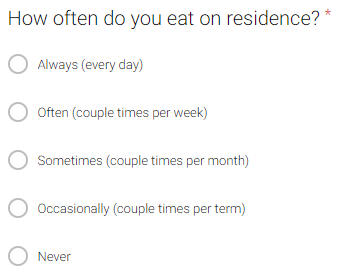 How often do you eat on residence? *
Always (every day)
Often (couple times per week)
Sometimes (couple times per month)
Occasionally (couple times per term)
Never